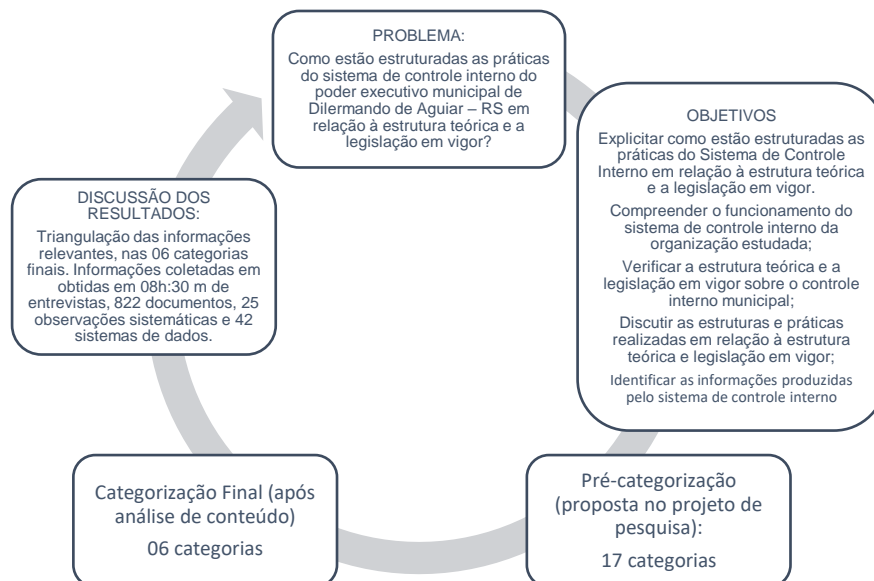 PROBLEMA:
Como estão estruturadas as práticas
do sistema de controle interno do
poder executivo municipal de
Dilermando de Aguiar – RS em
relação à estrutura teórica e a
legislação em vigor?
OBJETIVOS
Explicitar como estão estruturadas as
práticas do Sistema de Controle
Interno em relação à estrutura teórica
e a legislação em vigor.
Compreender o funcionamento do
sistema de controle interno da
organização estudada;
Verificar a estrutura teórica e a
legislação em vigor sobre o controle
interno municipal;
Discutir as estruturas e práticas
realizadas em relação à estrutura
teórica e legislação em vigor;
Identificar as informações produzidas
pelo sistema de controle interno
Pré-categorização
(proposta no projeto de
pesquisa):
17 categorias
Categorização Final (após
análise de conteúdo)
06 categorias
DISCUSSÃO DOS
RESULTADOS:
Triangulação das informações
relevantes, nas 06 categorias
finais. Informações coletadas em
obtidas em 08h:30 m de
entrevistas, 822 documentos, 25
observações sistemáticas e 42
sistemas de dados.